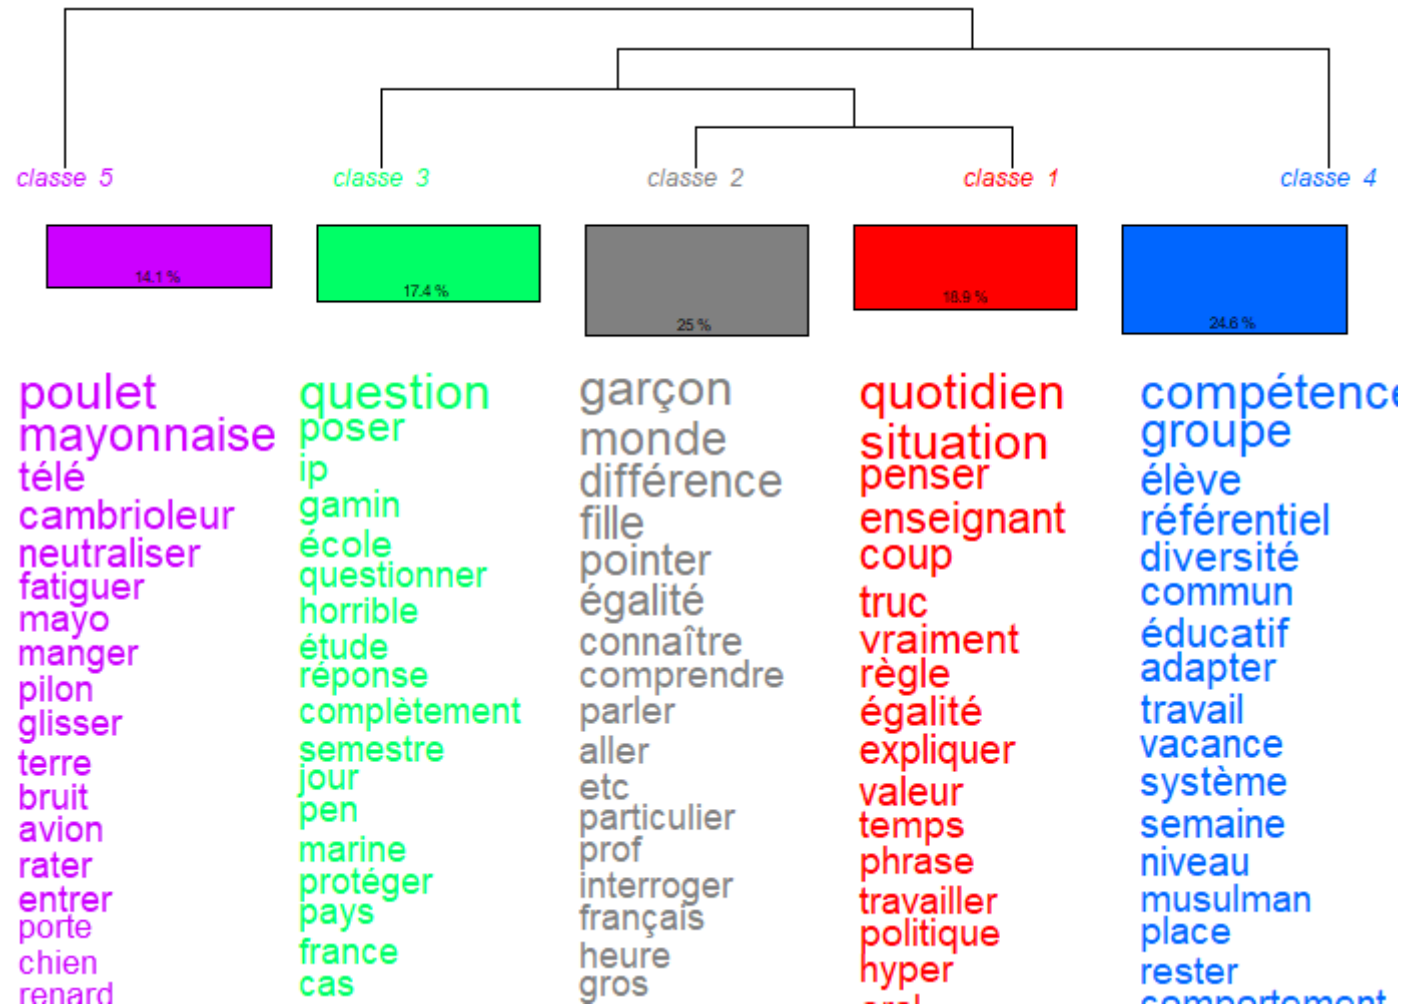 classe 5
classe 3
classe 2
classe 1
classe 4
14.1 %
17.4 %
25 %
18.9 %
24.6 %
poulet
mayonnaise
télé
cambrioleur
neutraliser
fatiguer
mayo
manger
pilon
glisser
terre
bruit
avion
rater
entrer
porte
chien
renard
question
poser
ip
gamin
école
questionner
horrible
étude
réponse
complètement
semestre
jour
pen
marine
protéger
pays
france
cas
garçon
monde
différence
fille
pointer
égalité
connaître
comprendre
parler
aller
etc
particulier
prof
interroger
français
heure
gros
quotidien
situation
penser
enseignant
coup
truc
vraiment
règle
égalité
expliquer
valeur
temps
phrase
travailler
politique
hyper
oral
compétence
groupe
élève
référentiel
diversité
commun
éducatif
adapter
travail
vacance
système
semaine
niveau
musulman
place
rester
comportement